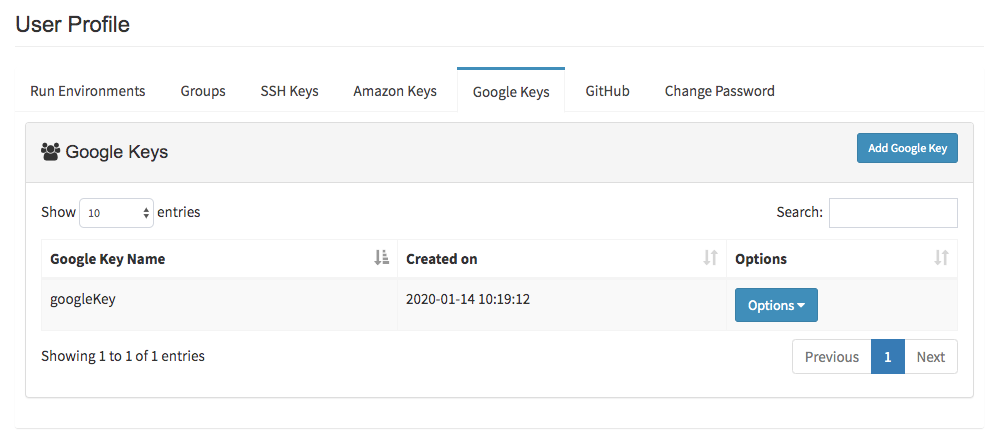 User Profile
Run Environments Groups SSH Keys Amazon Keys Google Keys GitHub Change Password
Google Keys Add Google Key
Show 10 entries Search:
Google Key Name Created on Options
googleKey 2020-01-14 10:19:12 Options
Showing 1 to 1 of 1 entries Previous 1 Next